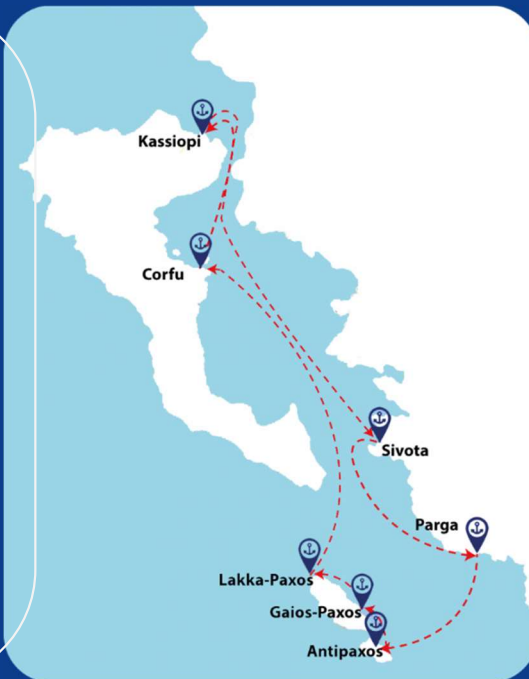 Kassiopi
Corfu
Sivota
Parga
Lakka-Paxos
Gaios-Paxos
Antipaxos